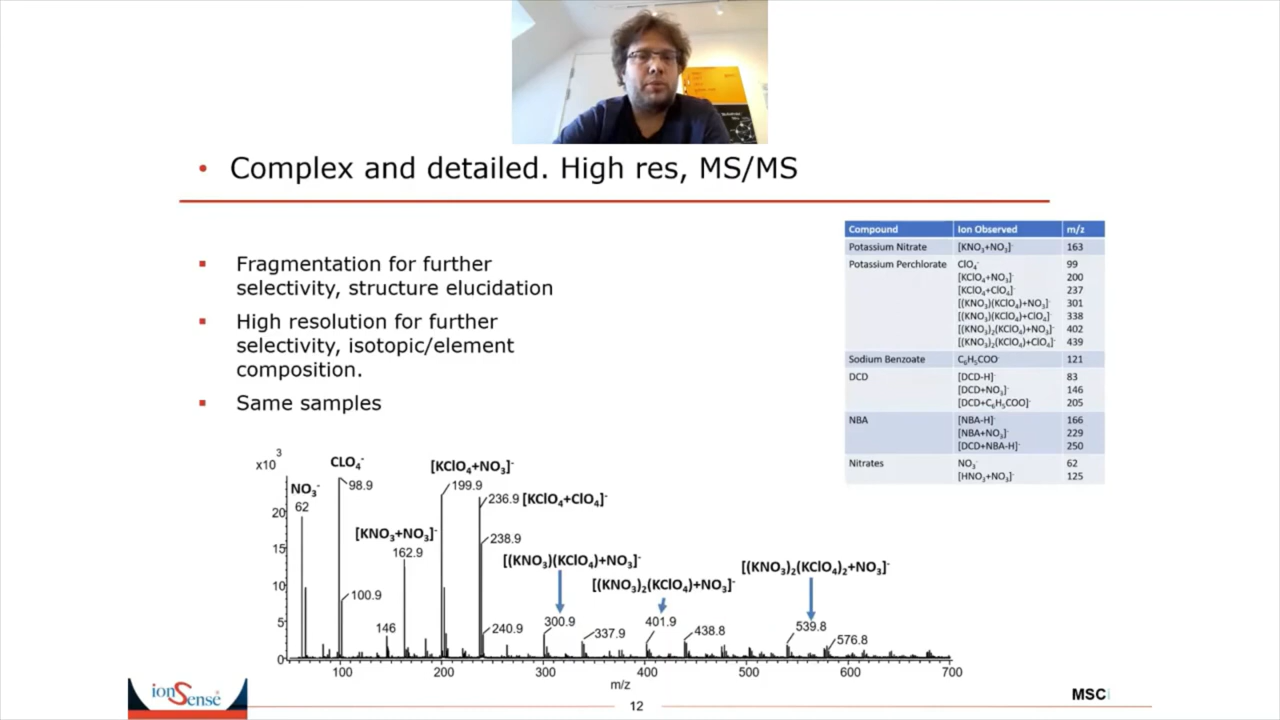 • Complex and detailed. High res, MS/MS
Fragmentation for further
selectivity, structure elucidation
High resolution for further
selectivity, isotopic/element
composition.
Same samples
Compound Ion Observed m/z
Potassium Nitrate [KNO₃+NO₃]⁻ 163
Potassium Perchlorate ClO₄⁻ 99
[KClO₄+NO₃]⁻ 200
[KClO₄+ClO₄]⁻ 237
[(KNO₃)(KClO₄)+NO₃]⁻ 301
[(KNO₃)(KClO₄)+ClO₄]⁻ 338
[(KNO₃)₂(KClO₄)+NO₃]⁻ 402
[(KNO₃)₂(KClO₄)+ClO₄]⁻ 439
Sodium Benzoate C₆H₅COO⁻ 121
DCD [DCD-H]⁻ 83
[DCD+NO₃]⁻ 146
[DCD+C₆H₅COO]⁻ 205
NBA [NBA-H]⁻ 166
[NBA+NO₃]⁻ 229
[DCD+NBA-H]⁻ 250
Nitrates NO₃⁻ 62
[HNO₃+NO₃]⁻ 125
x10³
CLO₄⁻
[KClO₄+NO₃]⁻
NO₃⁻
98.9
199.9
236.9 [KClO₄+ClO₄]⁻
62
20
[KNO₃+NO₃]⁻
238.9
15
162.9
[(KNO₃)(KClO₄)+NO₃]⁻
[(KNO₃)₂(KClO₄)₂+NO₃]⁻
10
[(KNO₃)₂(KClO₄)+NO₃]⁻
100.9
5
146
240.9
300.9
337.9
401.9
438.8
539.8
576.8
0
100 200 300 400 500 600 700
m/z
ionSense
12
MSC